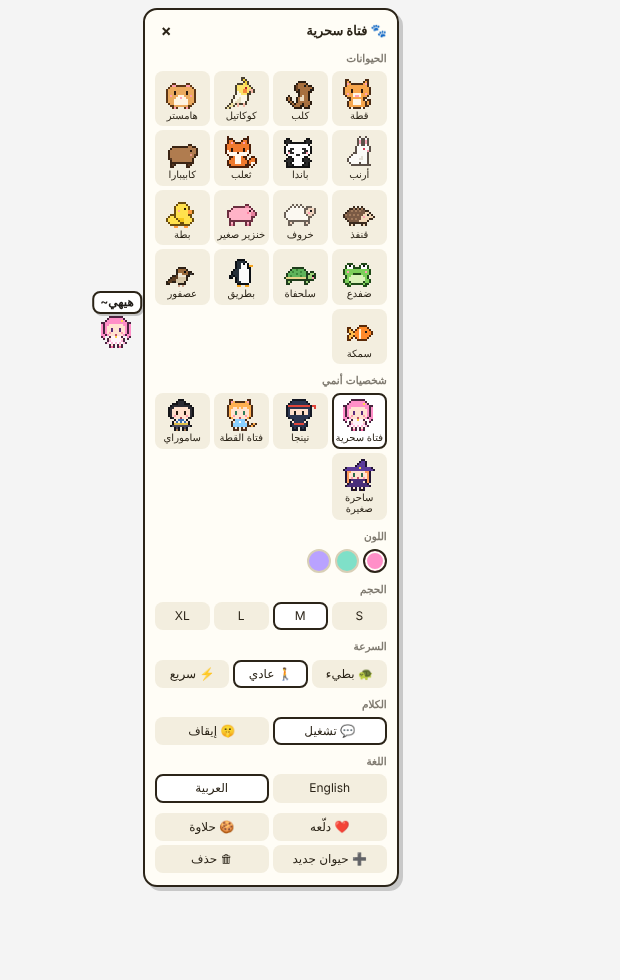 🐾 فتاة سحرية ×
الحيوانات
قطة كلب كوكاتيل هامستر
أرنب باندا ثعلب كابيبارا
قنفذ خروف خنزير صغير بطة
ضفدع سلحفاة بطريق عصفور
هيهي~
سمكة
شخصيات أنمي
فتاة سحرية نينجا فتاة القطة ساموراي
ساحرة
صغيرة
اللون
الحجم
S M L XL
السرعة
🐢 بطيء 🚶 عادي ⚡ سريع
الكلام
💬 تشغيل 🤫 إيقاف
اللغة
English العربية
❤️ دلّعه 🍪 حلاوة
➕ حيوان جديد 🗑 حذف